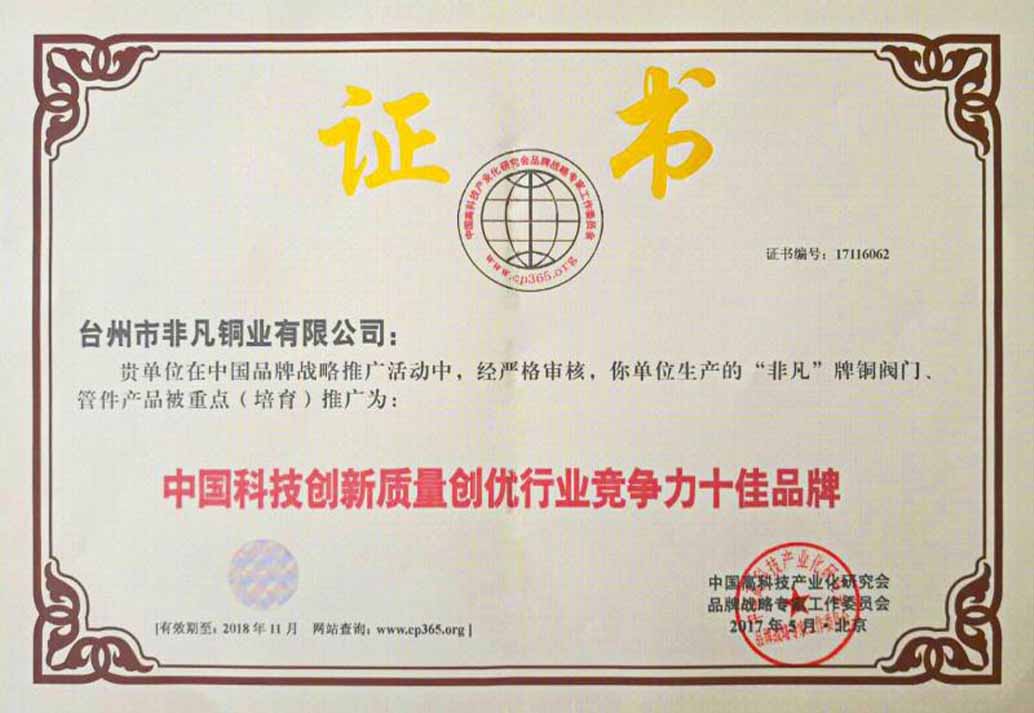 证书
中国高科技产业化研究会品牌战略专家工作委员会
www.cp365.org
证书编号：17116062
台州市非凡铜业有限公司：
贵单位在中国品牌战略推广活动中，经严格审核，你单位生产的“非凡”牌铜阀门、
管件产品被重点（培育）推广为：
中国科技创新质量创优行业竞争力十佳品牌
中国高科技产业化研究会
品牌战略专家工作委员会
2017年5月·北京
[有效期至：2018年11月 网站查询：www.cp365.org]